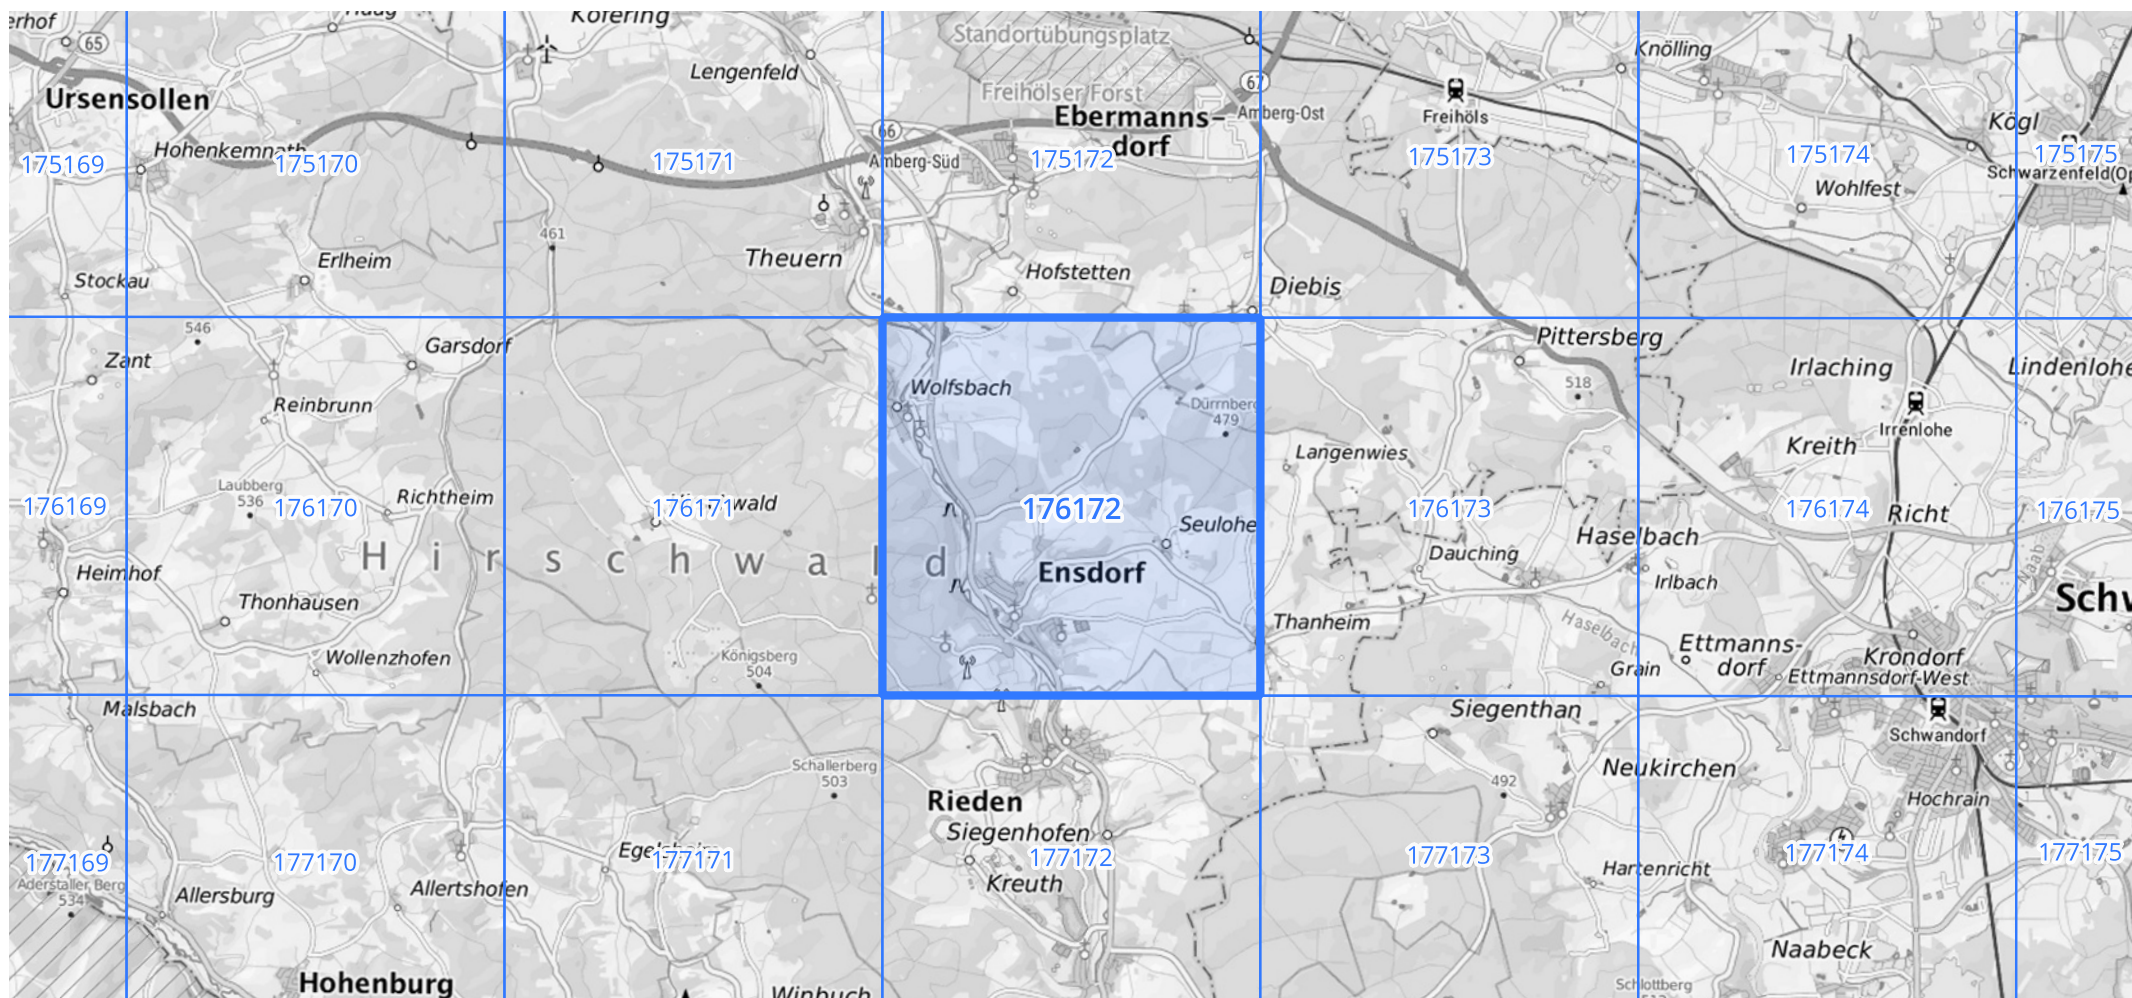 Köfering
Standortübungsplatz
Knölling
65
Lengenfeld
67
Ursensollen
Freihölser Forst
Ebermanns-
dorf
Amberg-Ost
Freihöls
Kögl
66
Hohenkemnath
Amberg-Süd
175169
175170
175171
175172
175173
175174
175175
Wohlfest
461
Theuern
Erlheim
Hofstetten
Stockau
Diebis
546
Garsdorf
Pittersberg
Zant
Irlaching
Lindenlohe
Wolfsbach
518
Reinbrunn
Dürrnberg
479
Irrenlohe
Langenwies
Kreith
Laubberg
536
Richtheim
176169
176170
176171
176172
176173
176174
176175
Richt
Seulohe
Haselbach
Hirschwald
Dauching
Naab
Heimhof
Ensdorf
Irlbach
Thonhausen
Thanheim
Haselbach
Wollenzhofen
Königsberg
504
Ettmanns-
dorf
Krondorf
Grain
Ettmannsdorf-West
Malsbach
Siegenthan
Schwandorf
Schallerberg
503
Neukirchen
492
Rieden
Hochrain
Siegenhofen
177169
177170
177171
177172
177173
177174
177175
Aderstaller Berg
534
Allersburg
Allertshofen
Kreuth
Hartenricht
Naabeck
Hohenburg
Winbuch
Schlottberg